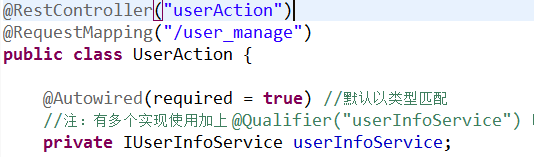 @RestController("userAction")
@RequestMapping("/user_manage")
public class UserAction {
@Autowired(required = true) //默认以类型匹配
//注：有多个实现使用加上@Qualifier("userInfoService")
private IUserInfoService userInfoService;